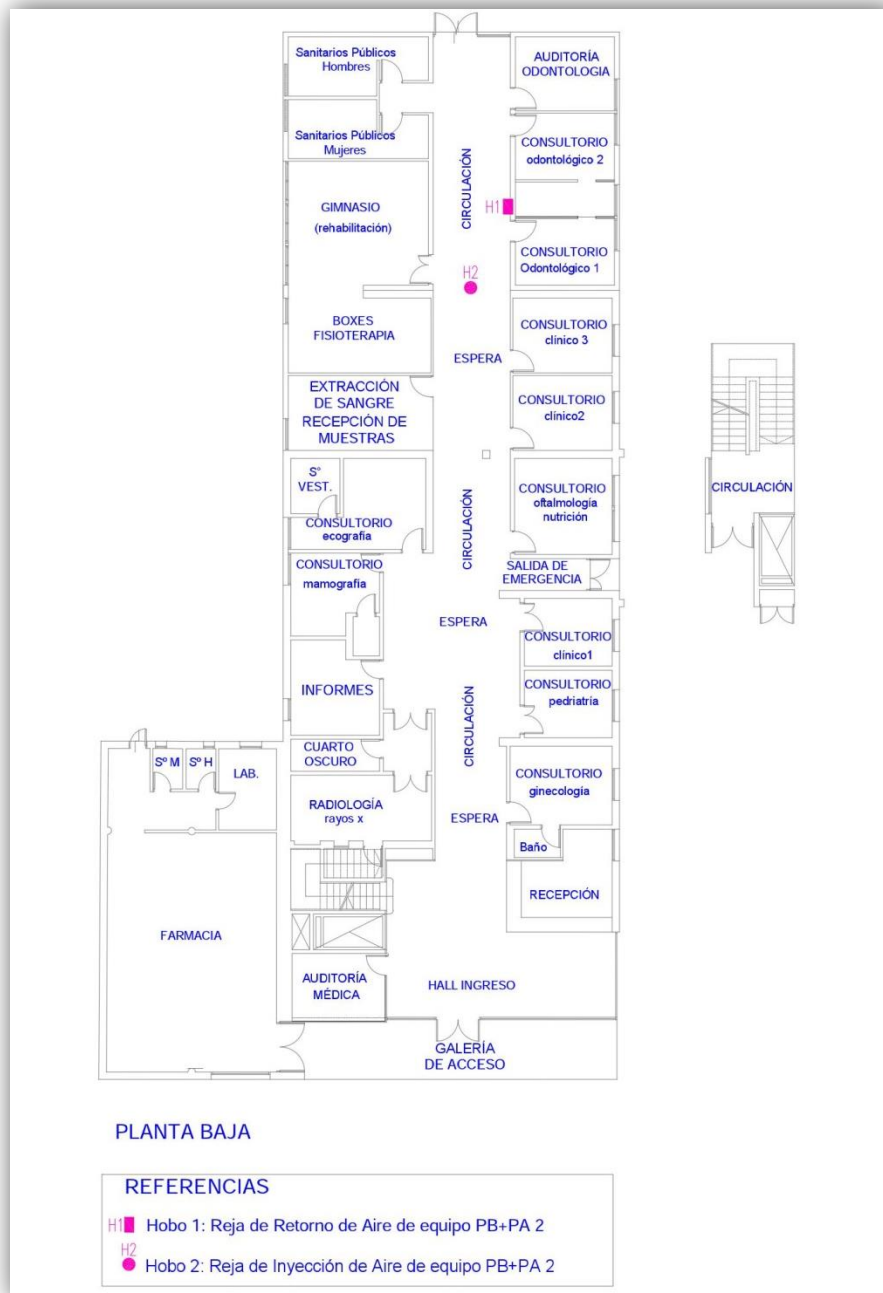 Sanitarios Públicos
Hombres
AUDITORÍA
ODONTOLOGIA
Sanitarios Públicos
Mujeres
CONSULTORIO
odontológico 2
CIRCULACIÓN
GIMNASIO
(rehabilitación)
H1
CONSULTORIO
Odontológico 1
H2
BOXES
FISIOTERAPIA
CONSULTORIO
clínico 3
ESPERA
EXTRACCIÓN
DE SANGRE
RECEPCIÓN DE
MUESTRAS
CONSULTORIO
clínico2
S°
VEST.
CONSULTORIO
ecografía
CIRCULACIÓN
CONSULTORIO
oftalmología
nutrición
CIRCULACIÓN
CONSULTORIO
mamografia
SALIDA DE
EMERGENCIA
ESPERA
CONSULTORIO
clínico1
INFORMES
CIRCULACIÓN
CONSULTORIO
pedriatría
CUARTO
OSCURO
S° M
S° H
LAB.
CONSULTORIO
ginecología
RADIOLOGÍA
rayos x
ESPERA
Baño
RECEPCIÓN
FARMACIA
AUDITORÍA
MÉDICA
HALL INGRESO
GALERÍA
DE ACCESO
PLANTA BAJA
REFERENCIAS
H1 Hobo 1: Reja de Retorno de Aire de equipo PB+PA 2
H2
Hobo 2: Reja de Inyección de Aire de equipo PB+PA 2